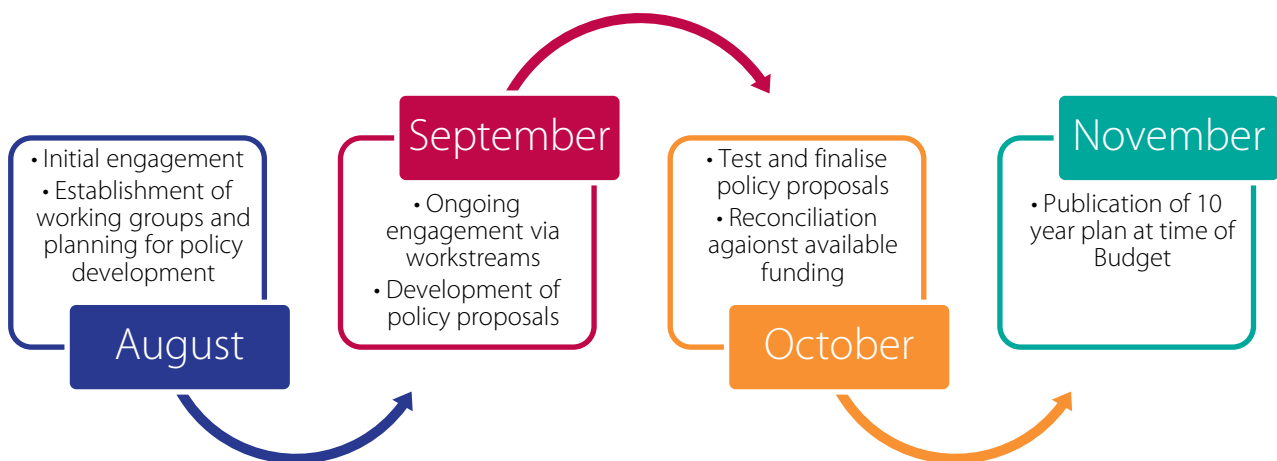 August
• Initial engagement
• Establishment of
working groups and
planning for policy
development
September
• Ongoing
engagement via
workstreams
• Development of
policy proposals
October
• Test and finalise
policy proposals
• Reconciliation
agaionst available
funding
November
• Publication of 10
year plan at time of
Budget